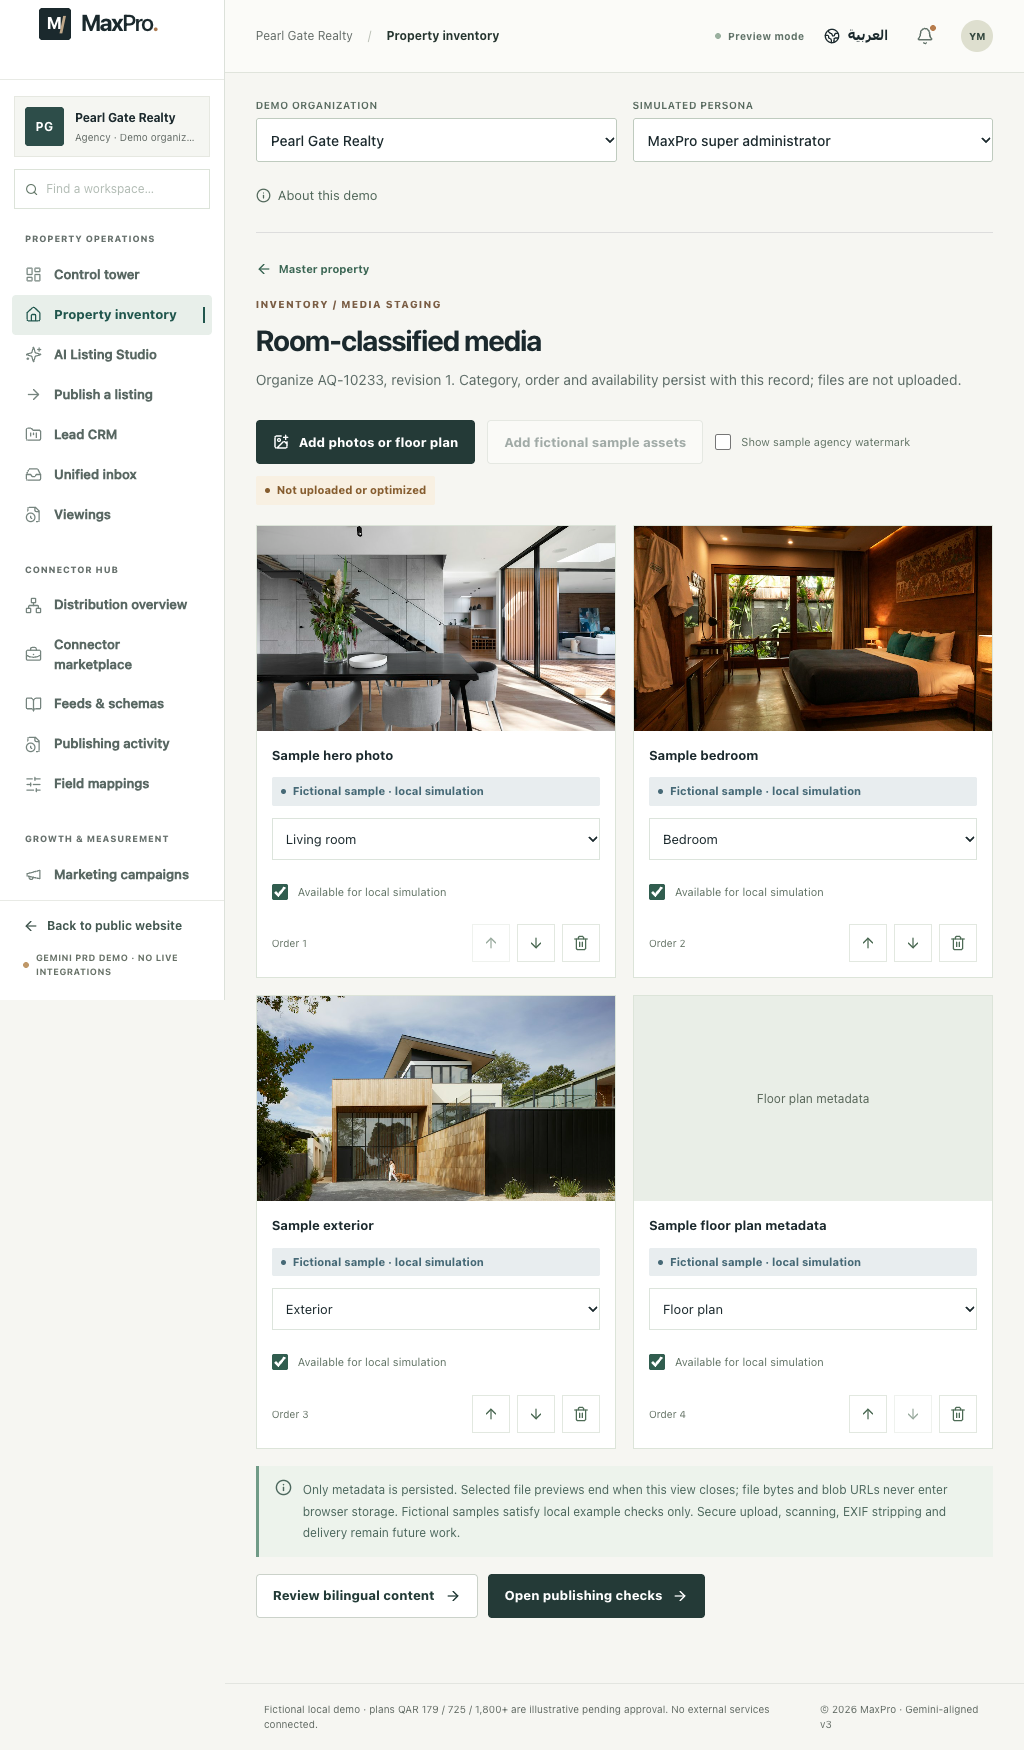 M/ MaxPro.
Pearl Gate Realty / Property inventory
Preview mode
العربية
YM
PG
Pearl Gate Realty
Agency · Demo organiz...
Find a workspace...
PROPERTY OPERATIONS
Control tower
Property inventory
AI Listing Studio
Publish a listing
Lead CRM
Unified inbox
Viewings
CONNECTOR HUB
Distribution overview
Connector
marketplace
Feeds & schemas
Publishing activity
Field mappings
GROWTH & MEASUREMENT
Marketing campaigns
Back to public website
GEMINI PRD DEMO · NO LIVE
INTEGRATIONS
DEMO ORGANIZATION
Pearl Gate Realty
SIMULATED PERSONA
MaxPro super administrator
About this demo
Master property
INVENTORY / MEDIA STAGING
Room-classified media
Organize AQ-10233, revision 1. Category, order and availability persist with this record; files are not uploaded.
Add photos or floor plan
Add fictional sample assets
Show sample agency watermark
Not uploaded or optimized
Sample hero photo
Fictional sample · local simulation
Living room
Available for local simulation
Order 1
Sample bedroom
Fictional sample · local simulation
Bedroom
Available for local simulation
Order 2
Sample exterior
Fictional sample · local simulation
Exterior
Available for local simulation
Order 3
Floor plan metadata
Sample floor plan metadata
Fictional sample · local simulation
Floor plan
Available for local simulation
Order 4
Only metadata is persisted. Selected file previews end when this view closes; file bytes and blob URLs never enter
browser storage. Fictional samples satisfy local example checks only. Secure upload, scanning, EXIF stripping and
delivery remain future work.
Review bilingual content
Open publishing checks
Fictional local demo · plans QAR 179 / 725 / 1,800+ are illustrative pending approval. No external services
connected.
© 2026 MaxPro · Gemini-aligned
v3